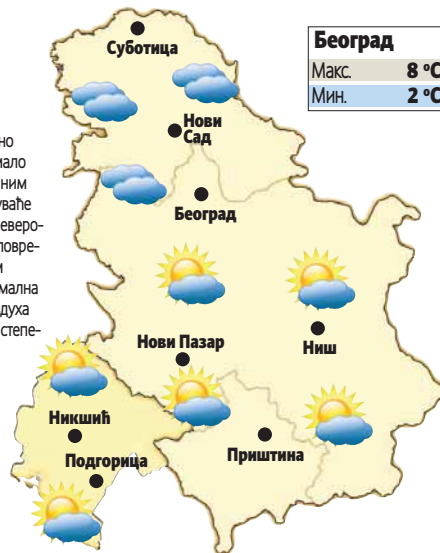 Суботица
Београд
Макс. 8 °C
Мин. 2 °C
Нови
Сад
Београд
Нови Пазар
Ниш
Никшић
Приштина
Подгорица